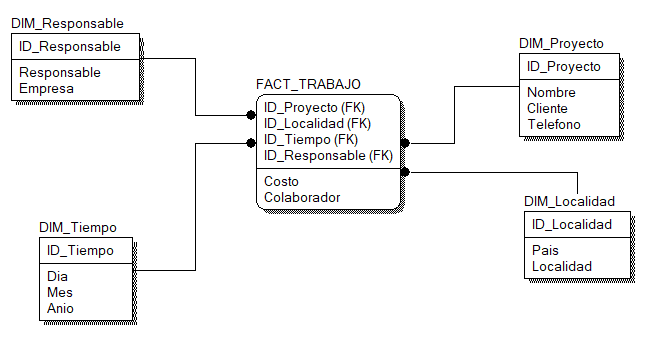 DIM_Responsable
ID_Responsable
Responsable
Empresa
FACT_TRABAJO
ID_Proyecto (FK)
ID_Localidad (FK)
ID_Tiempo (FK)
ID_Responsable (FK)
Costo
Colaborador
DIM_Proyecto
ID_Proyecto
Nombre
Cliente
Telefono
DIM_Tiempo
ID_Tiempo
Dia
Mes
Anio
DIM_Localidad
ID_Localidad
Pais
Localidad